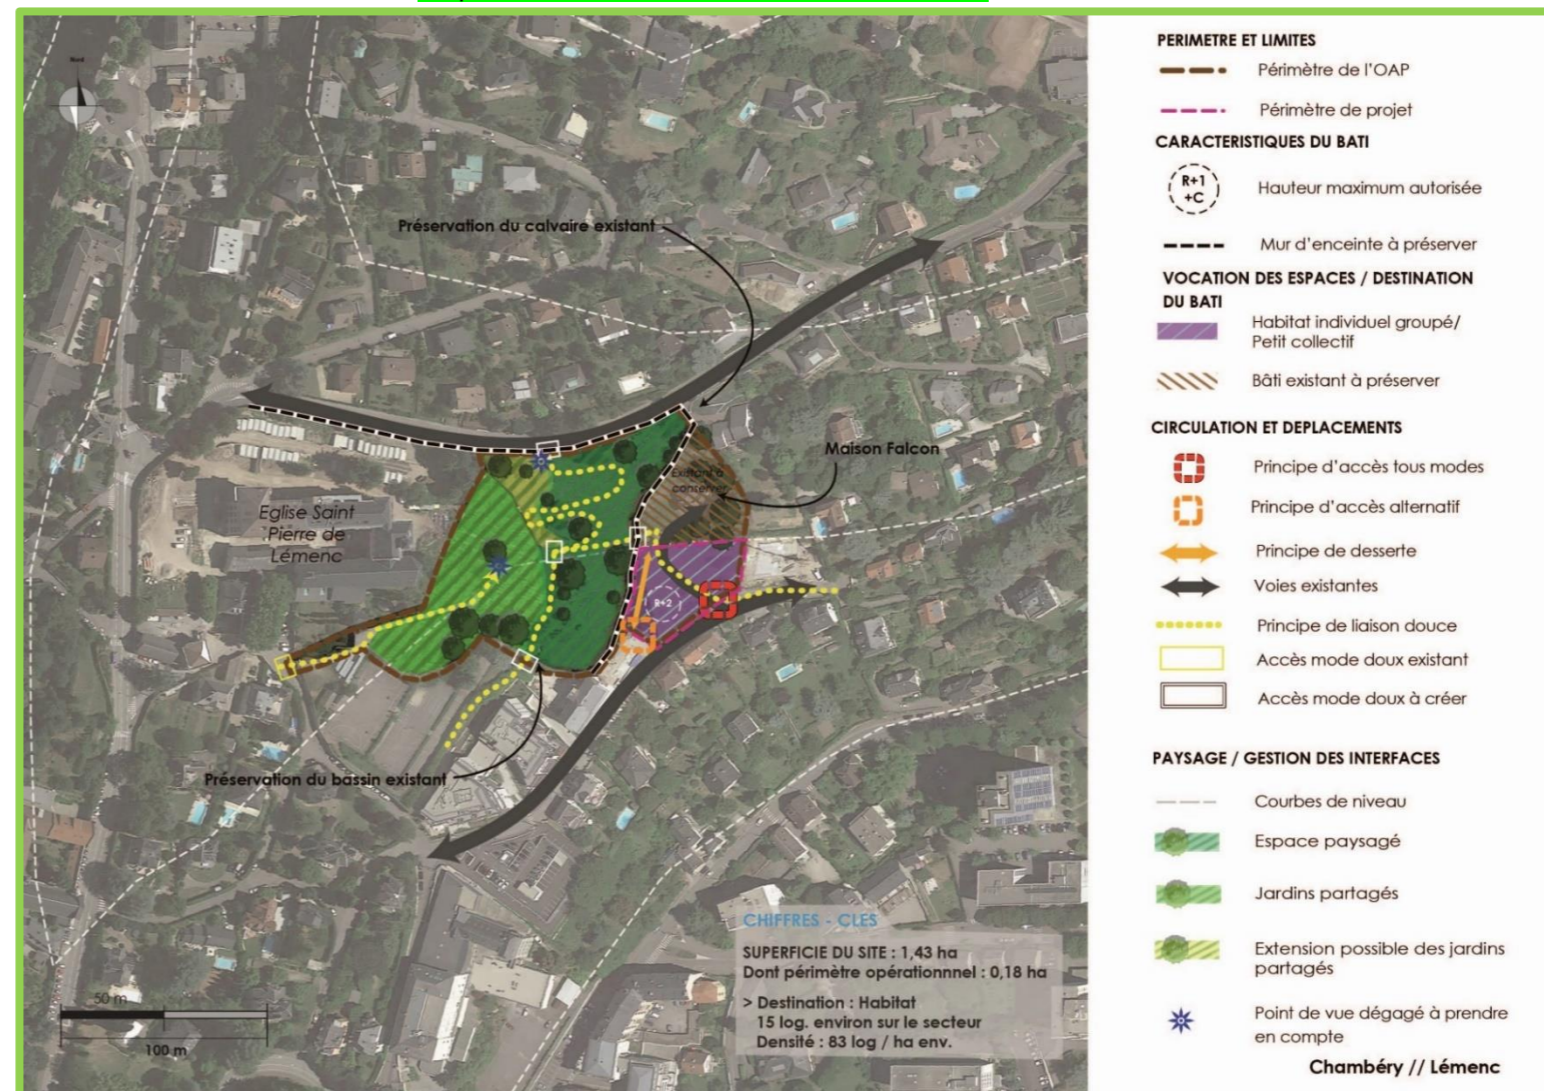 Nord
Préservation du calvaire existant
Maison Falcon
Existant à
conserver
Eglise Saint
Pierre de
Lémenc
R+2
Préservation du bassin existant
50 m
100 m
CHIFFRES - CLES
SUPERFICIE DU SITE : 1,43 ha
Dont périmètre opérationnnel : 0,18 ha
> Destination : Habitat
15 log. environ sur le secteur
Densité : 83 log / ha env.
PERIMETRE ET LIMITES
Périmètre de l'OAP
Périmètre de projet
CARACTERISTIQUES DU BATI
R+1
+C
Hauteur maximum autorisée
Mur d'enceinte à préserver
VOCATION DES ESPACES / DESTINATION
DU BATI
Habitat individuel groupé/
Petit collectif
Bâti existant à préserver
CIRCULATION ET DEPLACEMENTS
Principe d'accès tous modes
Principe d'accès alternatif
Principe de desserte
Voies existantes
Principe de liaison douce
Accès mode doux existant
Accès mode doux à créer
PAYSAGE / GESTION DES INTERFACES
Courbes de niveau
Espace paysagé
Jardins partagés
Extension possible des jardins
partagés
Point de vue dégagé à prendre
en compte
Chambéry // Lémenc